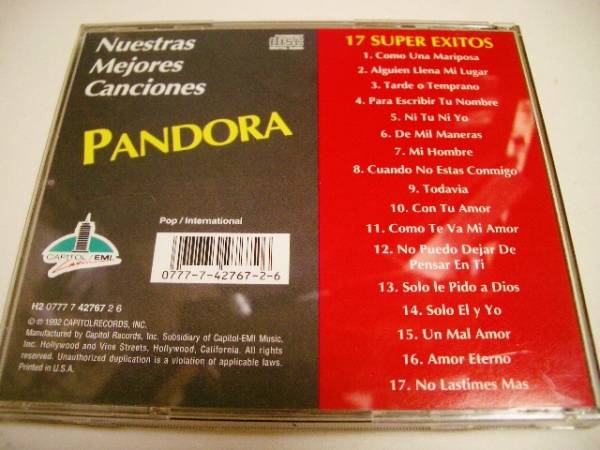 Nuestras
Mejores
Canciones
PANDORA
COMPACT
disc
DIGITAL AUDIO
Pop / International
0777-7-42767-2-6
CAPITOL / EMI
Latin
H2 0777 7 42767 2 6
© ℗ 1992 CAPITOL RECORDS, INC.
Manufactured by Capitol Records, Inc. Subsidiary of Capitol-EMI Music,
Inc. Hollywood and Vine Streets, Hollywood, California. All rights
reserved. Unauthorized duplication is a violation of applicable laws.
Printed in U.S.A.
17 SUPER EXITOS
1. Como Una Mariposa
2. Alguien Llena Mi Lugar
3. Tarde o Temprano
4. Para Escribir Tu Nombre
5. Ni Tu Ni Yo
6. De Mil Maneras
7. Mi Hombre
8. Cuando No Estas Conmigo
9. Todavia
10. Con Tu Amor
11. Como Te Va Mi Amor
12. No Puedo Dejar De
Pensar En Ti
13. Solo le Pido a Dios
14. Solo El y Yo
15. Un Mal Amor
16. Amor Eterno
17. No Lastimes Mas